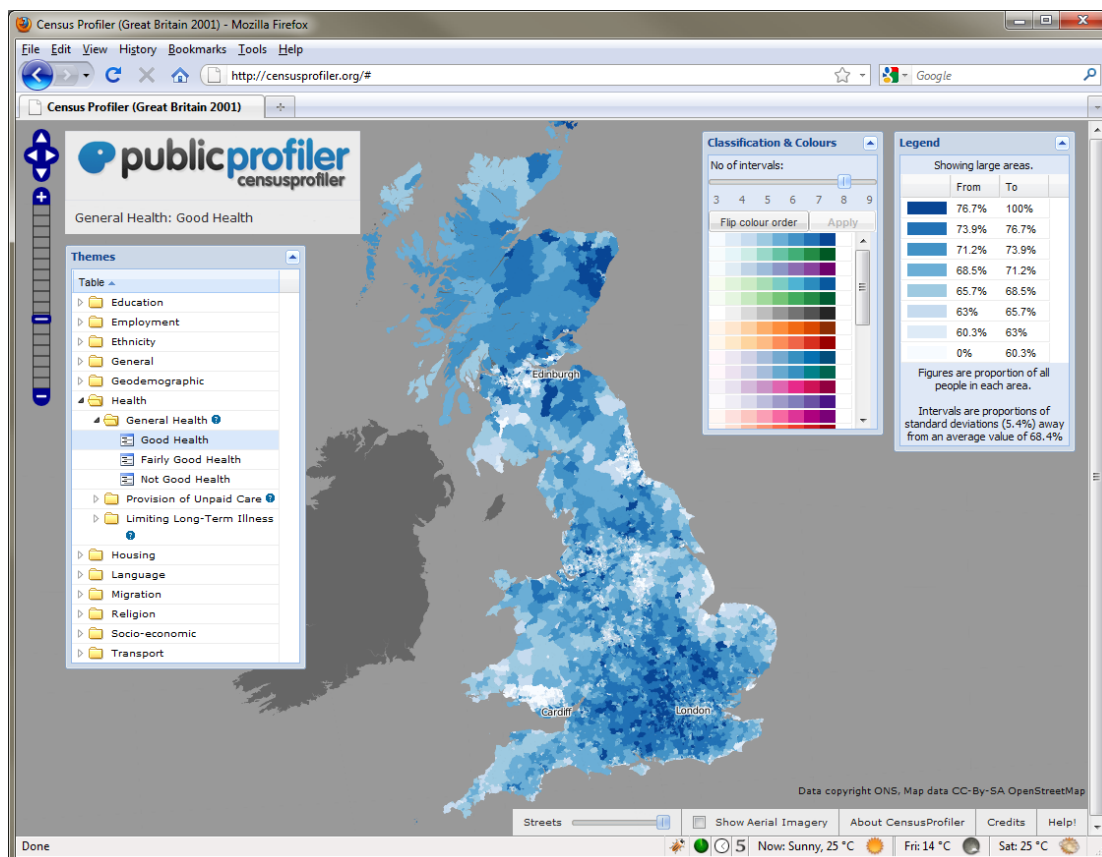 Census Profiler (Great Britain 2001) - Mozilla Firefox
File Edit View History Bookmarks Tools Help
http://censusprofiler.org/#
Google
Census Profiler (Great Britain 2001)
publicprofiler
censusprofiler
General Health: Good Health
Themes
Table
Education
Employment
Ethnicity
General
Geodemographic
Health
General Health
Good Health
Fairly Good Health
Not Good Health
Provision of Unpaid Care
Limiting Long-Term Illness
Housing
Language
Migration
Religion
Socio-economic
Transport
Edinburgh
Cardiff
London
Classification & Colours
No of intervals:
3 4 5 6 7 8 9
Flip colour order Apply
Legend
Showing large areas.
From To
76.7% 100%
73.9% 76.7%
71.2% 73.9%
68.5% 71.2%
65.7% 68.5%
63% 65.7%
60.3% 63%
0% 60.3%
Figures are proportion of all
people in each area.
Intervals are proportions of
standard deviations (5.4%) away
from an average value of 68.4%
Data copyright ONS, Map data CC-By-SA OpenStreetMap
Streets Show Aerial Imagery About CensusProfiler Credits Help!
Done 5 Now: Sunny, 25 °C Fri: 14 °C Sat: 25 °C